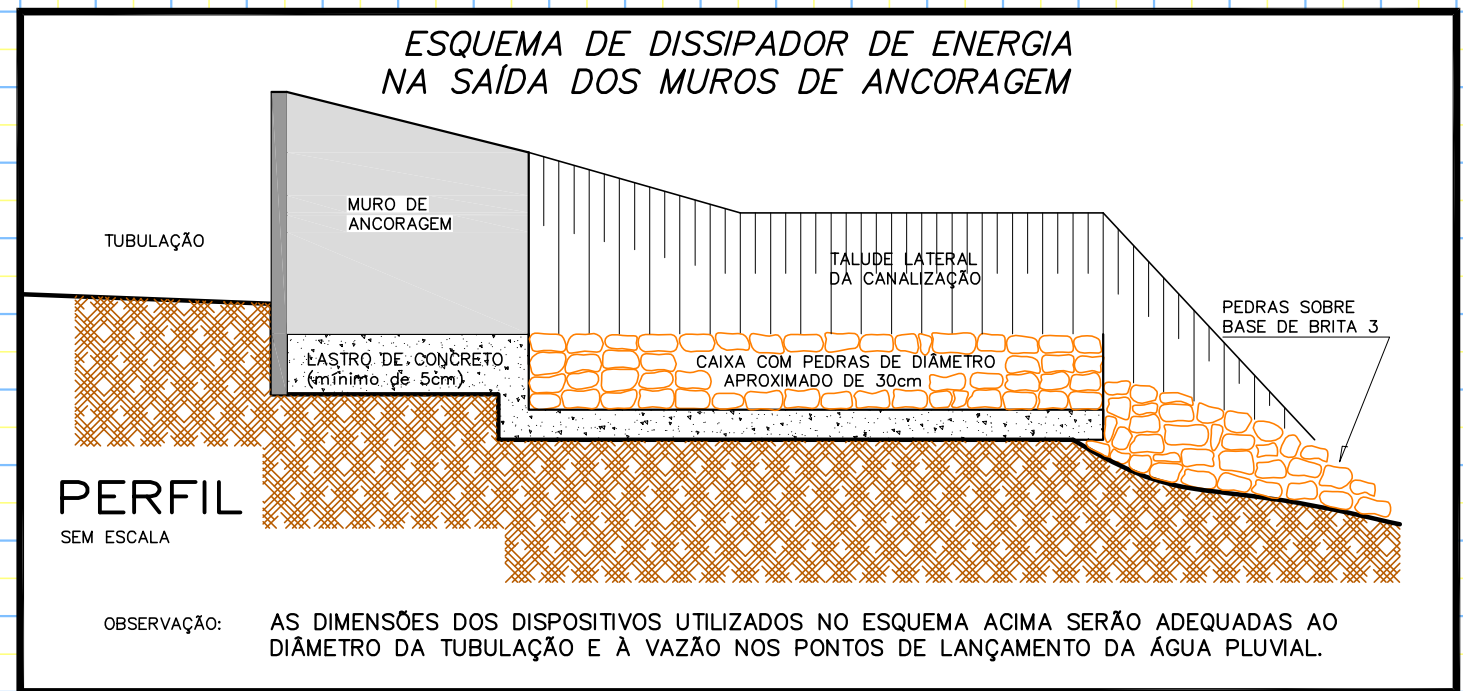 ESQUEMA DE DISSIPADOR DE ENERGIA
NA SAÍDA DOS MUROS DE ANCORAGEM
MURO DE
ANCORAGEM
TUBULAÇÃO
TALUDE LATERAL
DA CANALIZAÇÃO
PEDRAS SOBRE
BASE DE BRITA 3
LASTRO DE CONCRETO
(mínimo de 5cm)
CAIXA COM PEDRAS DE DIÂMETRO
APROXIMADO DE 30cm
PERFIL
SEM ESCALA
OBSERVAÇÃO:
AS DIMENSÕES DOS DISPOSITIVOS UTILIZADOS NO ESQUEMA ACIMA SERÃO ADEQUADAS AO
DIÂMETRO DA TUBULAÇÃO E À VAZÃO NOS PONTOS DE LANÇAMENTO DA ÁGUA PLUVIAL.